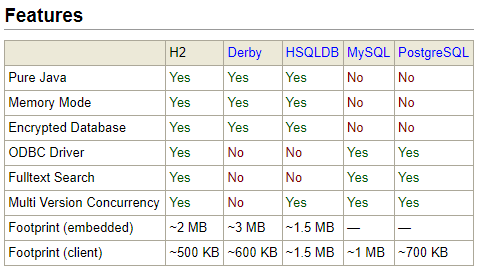 Features
H2 Derby HSQLDB MySQL PostgreSQL
Pure Java Yes Yes Yes No No
Memory Mode Yes Yes Yes No No
Encrypted Database Yes Yes Yes No No
ODBC Driver Yes No No Yes Yes
Fulltext Search Yes No No Yes Yes
Multi Version Concurrency Yes No Yes Yes Yes
Footprint (embedded) ~2 MB ~3 MB ~1.5 MB — —
Footprint (client) ~500 KB ~600 KB ~1.5 MB ~1 MB ~700 KB